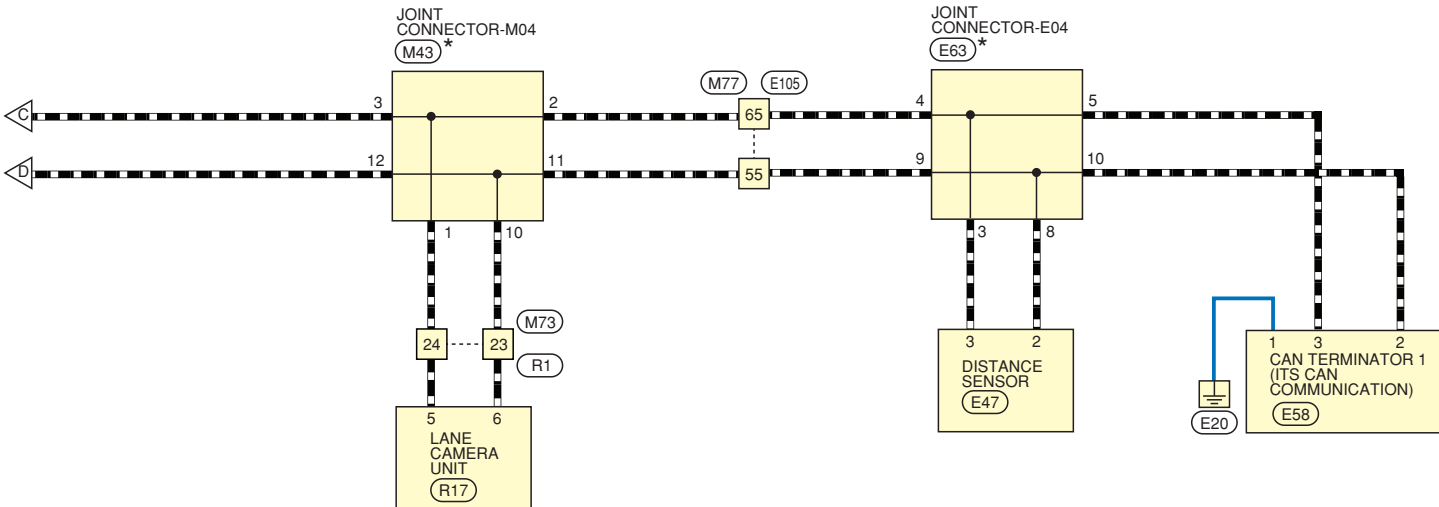 JOINT
CONNECTOR-M04
M43 *
JOINT
CONNECTOR-E04
E63 *
M77 E105
C 3 2 65 4 5
D 12 11 55 9 10
1 10
3 8
M73
24 23
R1
3 2
DISTANCE
SENSOR
E47
1 3 2
CAN TERMINATOR 1
(ITS CAN
COMMUNICATION)
E58
E20
5 6
LANE
CAMERA
UNIT
R17